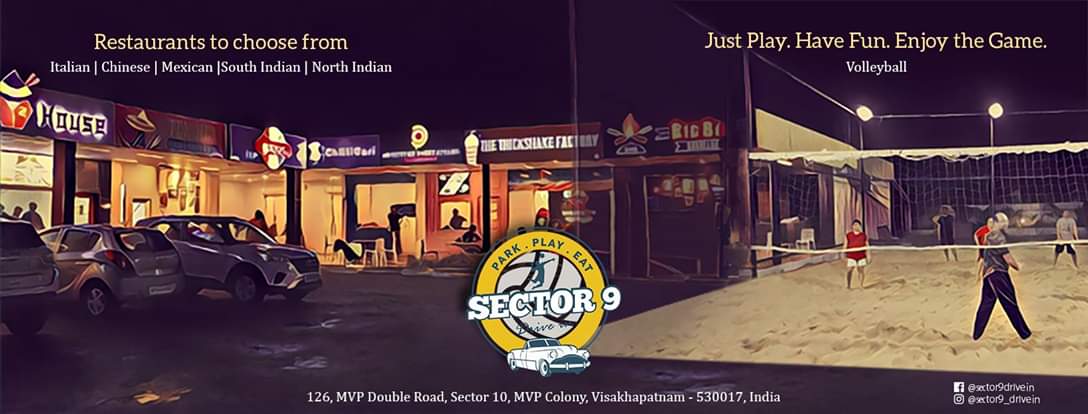 Restaurants to choose from
Italian | Chinese | Mexican |South Indian | North Indian
Just Play. Have Fun. Enjoy the Game.
Volleyball
HOUSE
THE THICKSHAKE FACTORY
PARK . PLAY . EAT
SECTOR 9
Drive in
126, MVP Double Road, Sector 10, MVP Colony, Visakhapatnam - 530017, India
@sector9drivein
@sector9_drivein